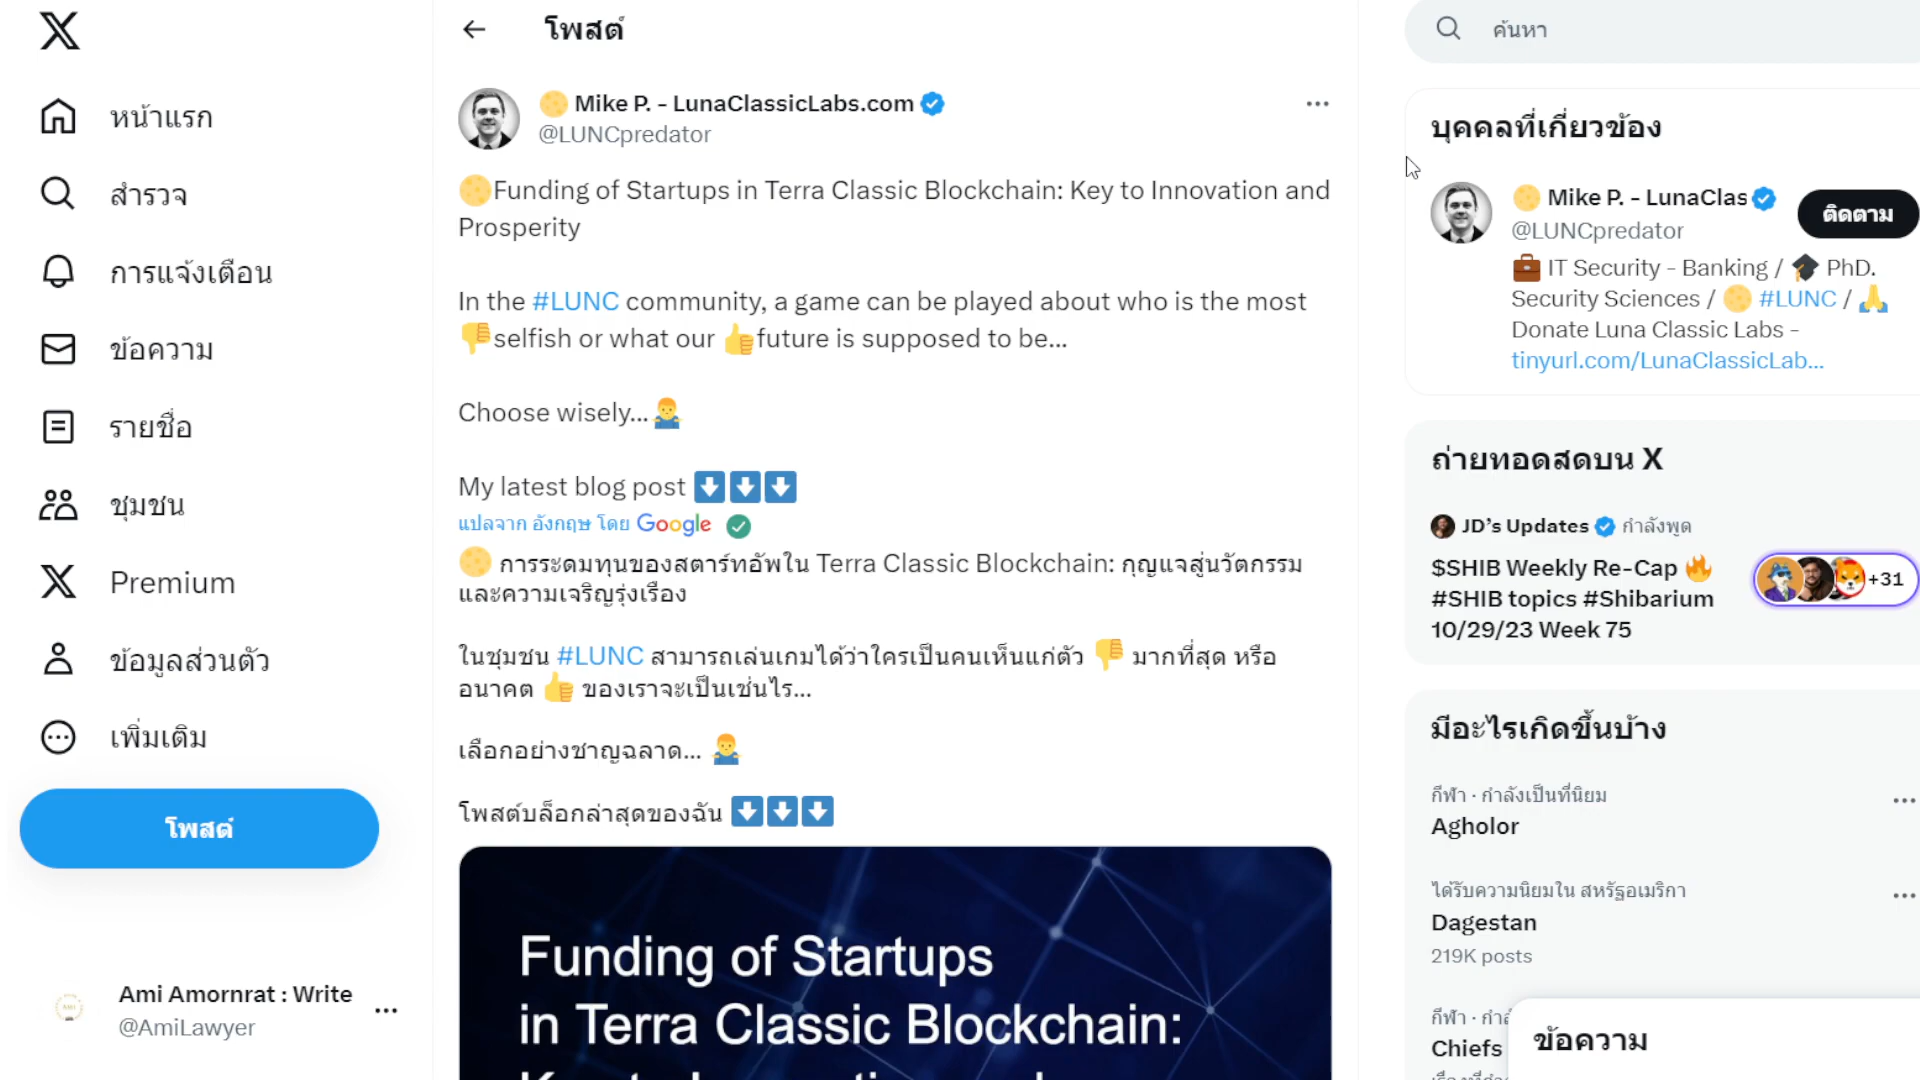 หน้าแรก
สำรวจ
การแจ้งเตือน
ข้อความ
รายชื่อ
ชุมชน
Premium
ข้อมูลส่วนตัว
เพิ่มเติม
โพสต์
Ami Amornrat : Write
@AmiLawyer
โพสต์
Mike P. - LunaClassicLabs.com
@LUNCpredator
Funding of Startups in Terra Classic Blockchain: Key to Innovation and
Prosperity
In the #LUNC community, a game can be played about who is the most
selfish or what our future is supposed to be...
Choose wisely...
My latest blog post
แปลจาก อังกฤษ โดย Google
การระดมทุนของสตาร์ทอัพใน Terra Classic Blockchain: กุญแจสู่นวัตกรรม
และความเจริญรุ่งเรือง
ในชุมชน #LUNC สามารถเล่นเกมได้ว่าใครเป็นคนเห็นแก่ตัว มากที่สุด หรือ
อนาคต ของเราจะเป็นเช่นไร...
เลือกอย่างชาญฉลาด...
โพสต์บล็อกล่าสุดของฉัน
Funding of Startups
in Terra Classic Blockchain:
ค้นหา
บุคคลที่เกี่ยวข้อง
Mike P. - LunaClas
@LUNCpredator
ติดตาม
IT Security - Banking / PhD.
Security Sciences / #LUNC /
Donate Luna Classic Labs -
tinyurl.com/LunaClassicLab...
ถ่ายทอดสดบน X
JD's Updates กำลังพูด
$SHIB Weekly Re-Cap
#SHIB topics #Shibarium
10/29/23 Week 75
+31
มีอะไรเกิดขึ้นบ้าง
กีฬา · กำลังเป็นที่นิยม
Agholor
ได้รับความนิยมใน สหรัฐอเมริกา
Dagestan
219K posts
กีฬา
Chiefs
ข้อความ